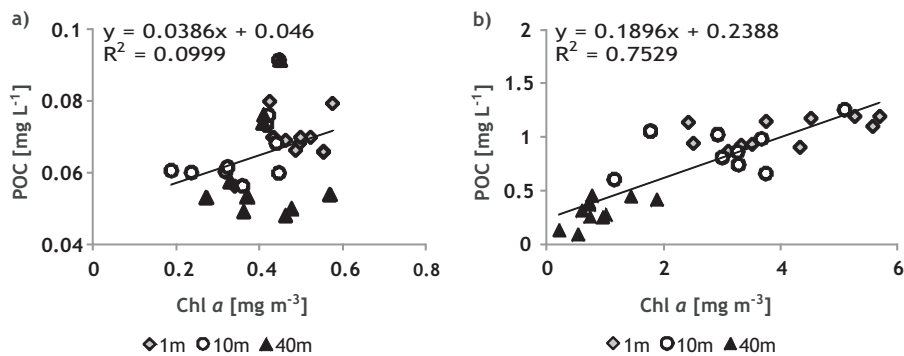 a)
y = 0.0386x + 0.046
R² = 0.0999
POC [mg L⁻¹]
0.1
0.08
0.06
0.04
0
0.2
0.4
0.6
0.8
Chl a [mg m⁻³]
1m 10m 40m
b)
y = 0.1896x + 0.2388
R² = 0.7529
POC [mg L⁻¹]
2
1.5
1
0.5
0
0
2
4
6
Chl a [mg m⁻³]
1m 10m 40m